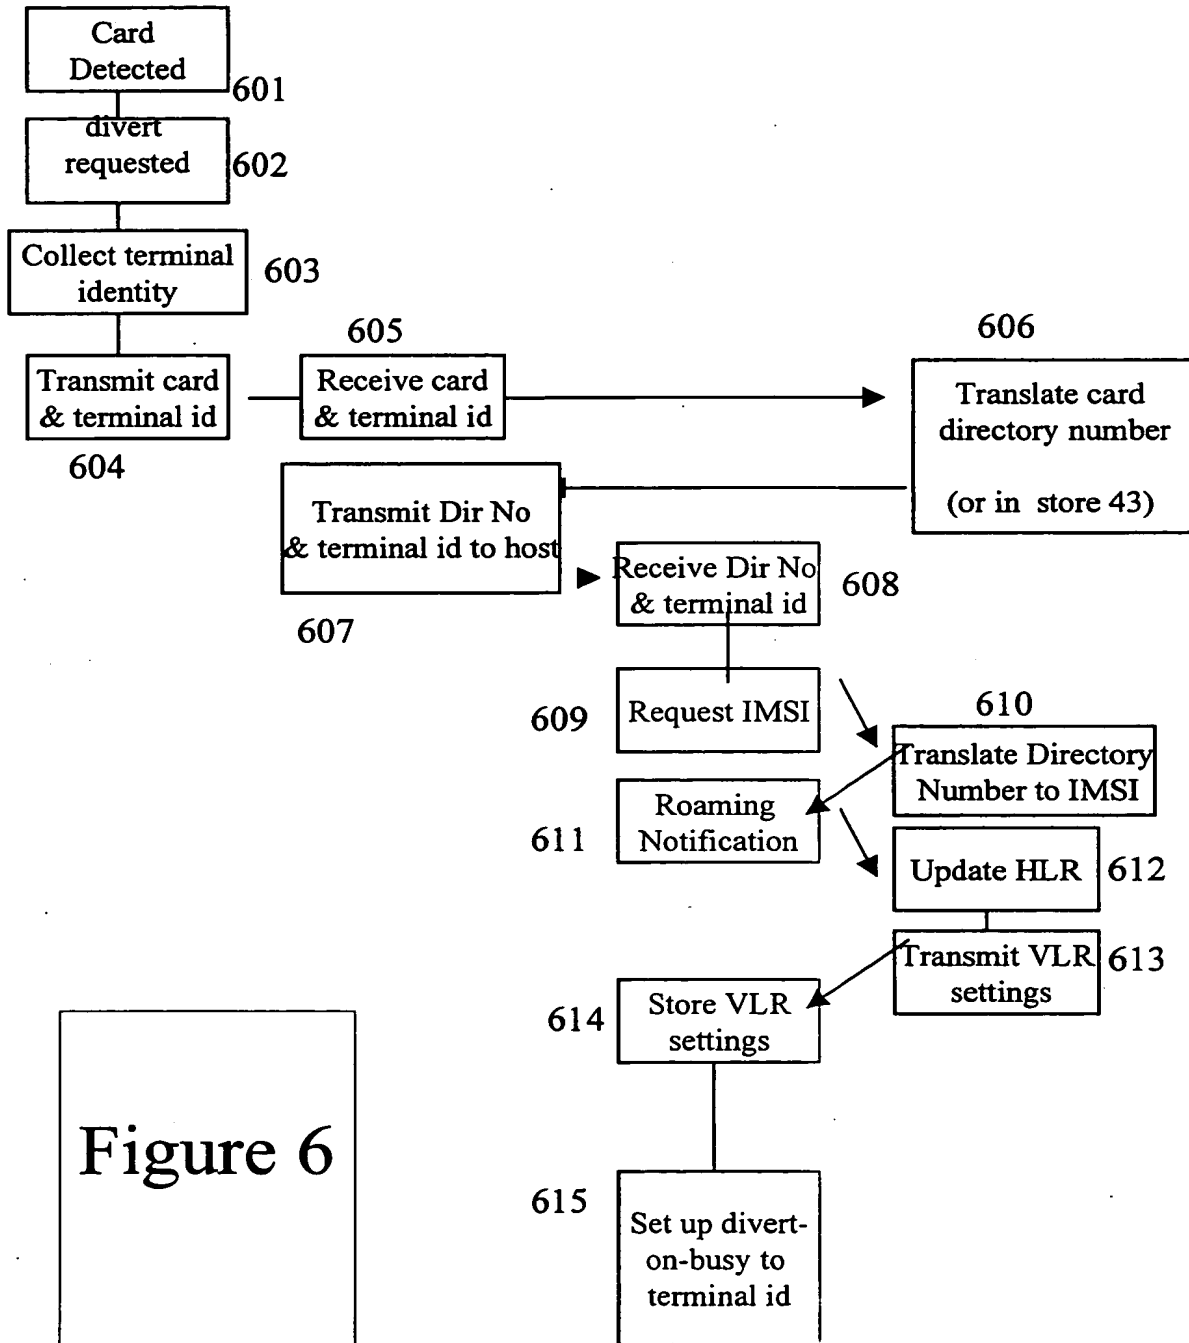 Card
Detected
601
divert
requested
602
Collect terminal
identity
603
Transmit card
& terminal id
604
605
Receive card
& terminal id
606
Translate card
directory number
(or in store 43)
Transmit Dir No
& terminal id to host
607
Receive Dir No
& terminal id
608
609
Request IMSI
610
Translate Directory
Number to IMSI
611
Roaming
Notification
Update HLR
612
Transmit VLR
settings
613
614
Store VLR
settings
615
Set up divert-
on-busy to
terminal id
Figure 6